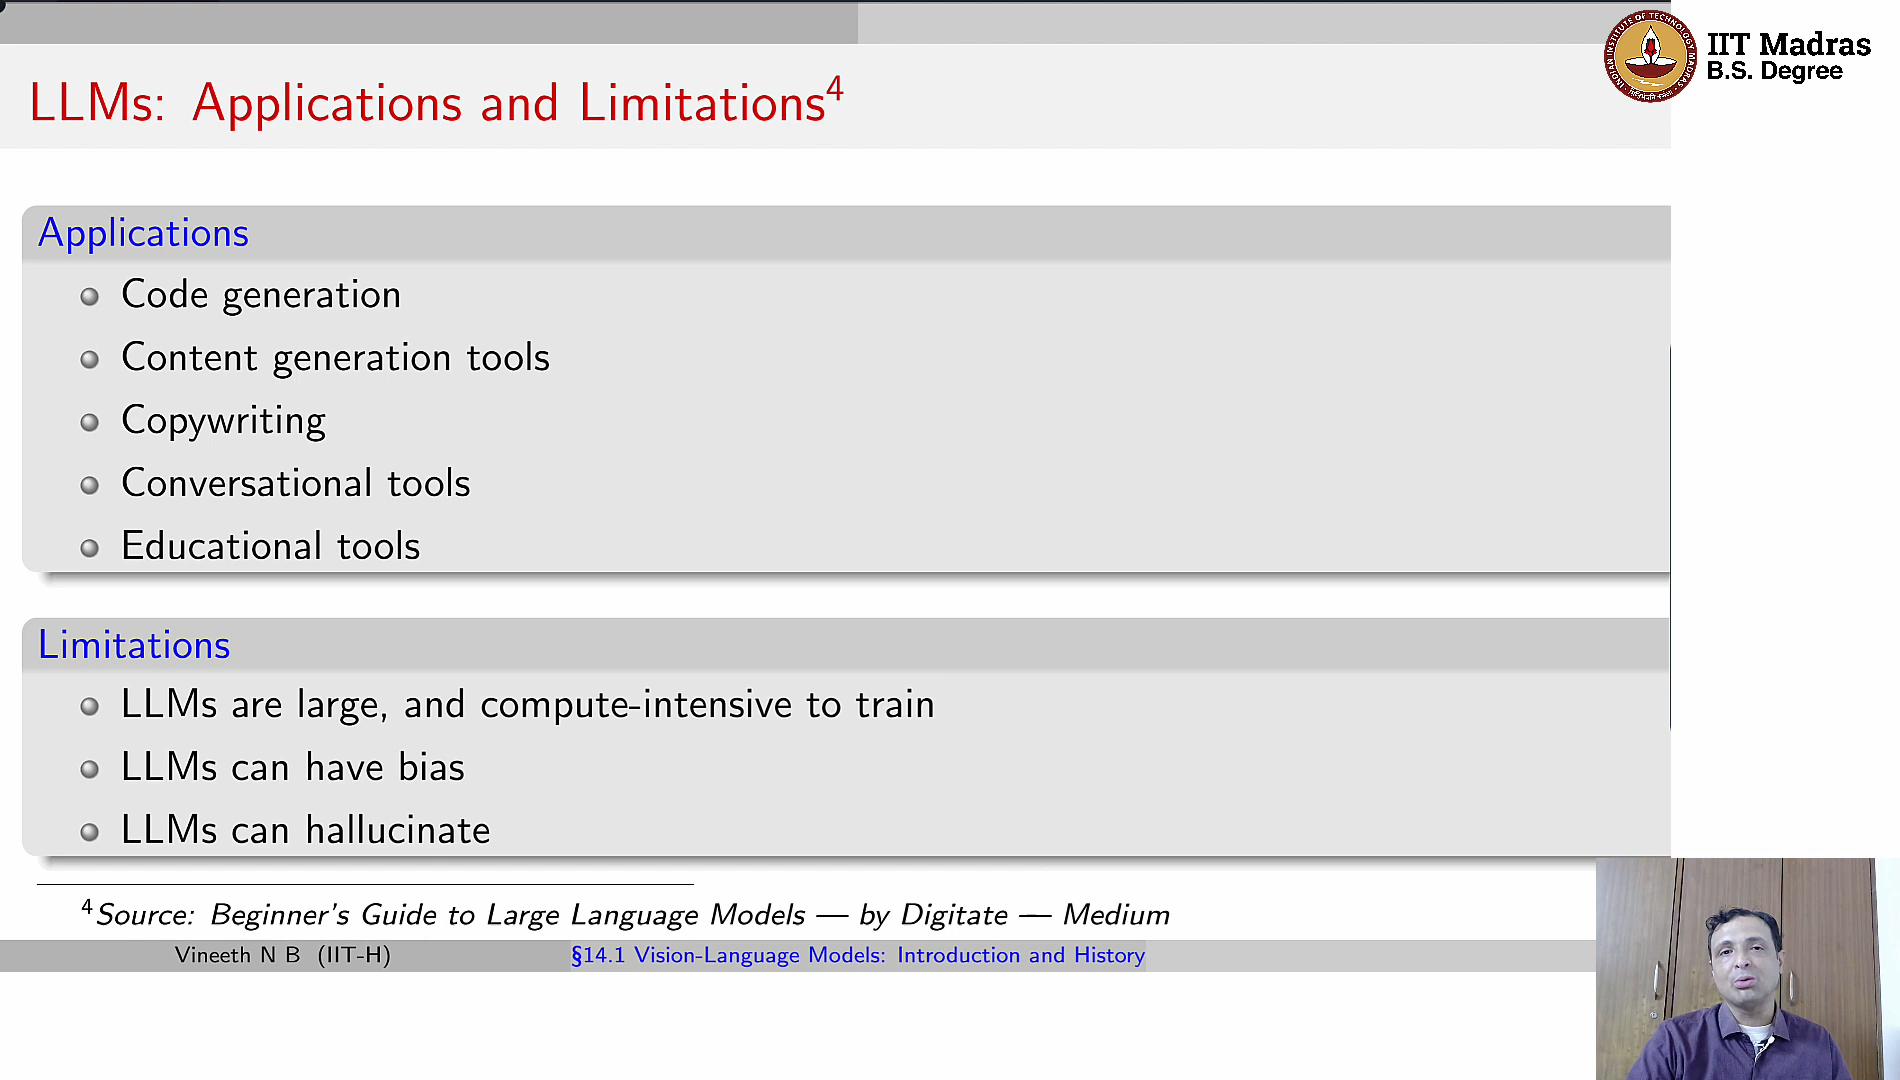 LLMs: Applications and Limitations4
IIT Madras
B.S. Degree
Applications
Code generation
Content generation tools
Copywriting
Conversational tools
Educational tools
Limitations
LLMs are large, and compute-intensive to train
LLMs can have bias
LLMs can hallucinate
4Source: Beginner's Guide to Large Language Models — by Digitate — Medium
Vineeth N B (IIT-H) §14.1 Vision-Language Models: Introduction and History